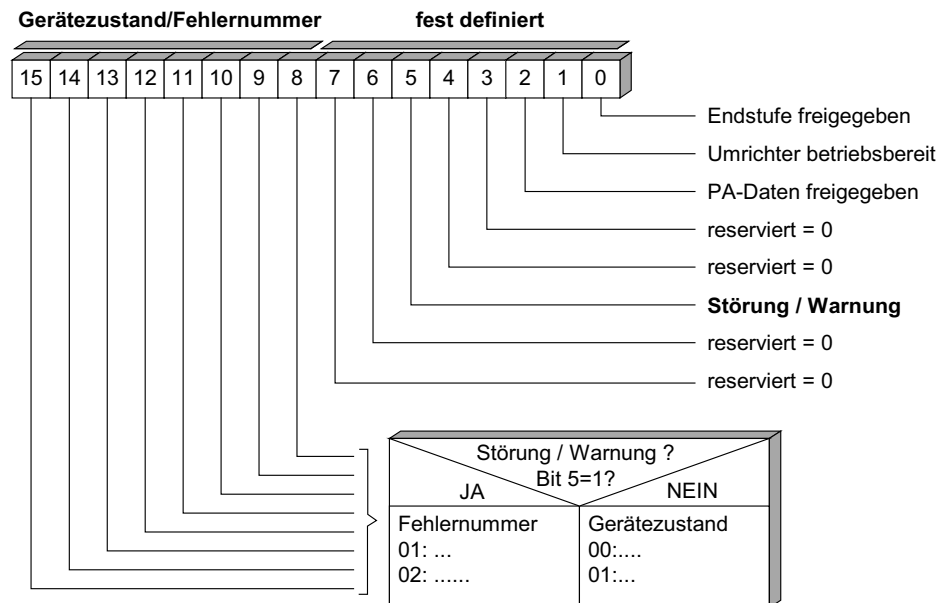 Gerätezustand/Fehlernummer fest definiert
15 14 13 12 11 10 9 8 7 6 5 4 3 2 1 0
Endstufe freigegeben
Umrichter betriebsbereit
PA-Daten freigegeben
reserviert = 0
reserviert = 0
Störung / Warnung
reserviert = 0
reserviert = 0
Störung / Warnung ?
Bit 5=1?
JA NEIN
Fehlernummer Gerätezustand
01: ... 00:....
02: ...... 01:...